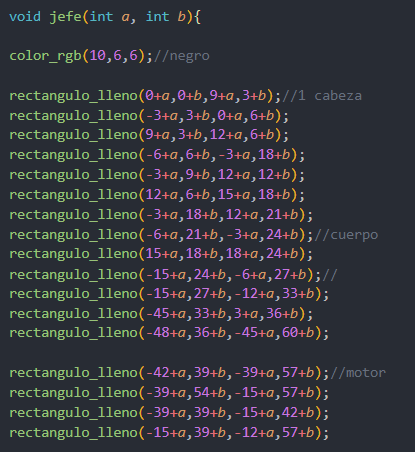 void jefe(int a, int b){
color_rgb(10,6,6);//negro
rectangulo_lleno(0+a,0+b,9+a,3+b);//1 cabeza
rectangulo_lleno(-3+a,3+b,0+a,6+b);
rectangulo_lleno(9+a,3+b,12+a,6+b);
rectangulo_lleno(-6+a,6+b,-3+a,18+b);
rectangulo_lleno(-3+a,9+b,12+a,12+b);
rectangulo_lleno(12+a,6+b,15+a,18+b);
rectangulo_lleno(-3+a,18+b,12+a,21+b);
rectangulo_lleno(-6+a,21+b,-3+a,24+b);//cuerpo
rectangulo_lleno(15+a,18+b,18+a,24+b);
rectangulo_lleno(-15+a,24+b,-6+a,27+b);//
rectangulo_lleno(-15+a,27+b,-12+a,33+b);
rectangulo_lleno(-45+a,33+b,3+a,36+b);
rectangulo_lleno(-48+a,36+b,-45+a,60+b);
rectangulo_lleno(-42+a,39+b,-39+a,57+b);//motor
rectangulo_lleno(-39+a,54+b,-15+a,57+b);
rectangulo_lleno(-39+a,39+b,-15+a,42+b);
rectangulo_lleno(-15+a,39+b,-12+a,57+b);